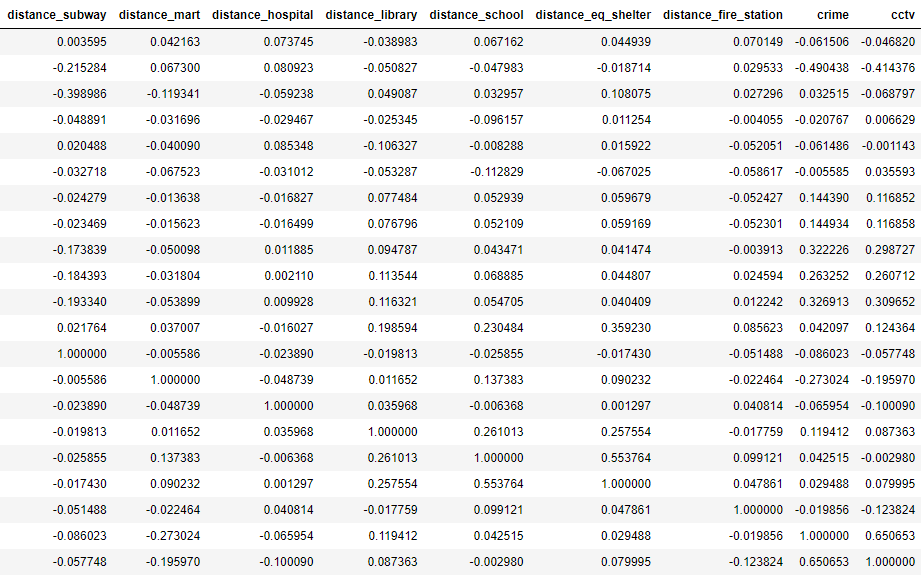 distance_subway distance_mart distance_hospital distance_library distance_school distance_eq_shelter distance_fire_station crime cctv
0.003595 0.042163 0.073745 -0.038983 0.067162 0.044939 0.070149 -0.061506 -0.046820
-0.215284 0.067300 0.080923 -0.050827 -0.047983 -0.018714 0.029533 -0.490438 -0.414376
-0.398986 -0.119341 -0.059238 0.049087 0.032957 0.108075 0.027296 0.032515 -0.068797
-0.048891 -0.031696 -0.029467 -0.025345 -0.096157 0.011254 -0.004055 -0.020767 0.006629
0.020488 -0.040090 0.085348 -0.106327 -0.008288 0.015922 -0.052051 -0.061486 -0.001143
-0.032718 -0.067523 -0.031012 -0.053287 -0.112829 -0.067025 -0.058617 -0.005585 0.035593
-0.024279 -0.013638 -0.016827 0.077484 0.052939 0.059679 -0.052427 0.144390 0.116852
-0.023469 -0.015623 -0.016499 0.076796 0.052109 0.059169 -0.052301 0.144934 0.116858
-0.173839 -0.050098 0.011885 0.094787 0.043471 0.041474 -0.003913 0.322226 0.298727
-0.184393 -0.031804 0.002110 0.113544 0.068885 0.044807 0.024594 0.263252 0.260712
-0.193340 -0.053899 0.009928 0.116321 0.054705 0.040409 0.012242 0.326913 0.309652
0.021764 0.037007 -0.016027 0.198594 0.230484 0.359230 0.085623 0.042097 0.124364
1.000000 -0.005586 -0.023890 -0.019813 -0.025855 -0.017430 -0.051488 -0.086023 -0.057748
-0.005586 1.000000 -0.048739 0.011652 0.137383 0.090232 -0.022464 -0.273024 -0.195970
-0.023890 -0.048739 1.000000 0.035968 -0.006368 0.001297 0.040814 -0.065954 -0.100090
-0.019813 0.011652 0.035968 1.000000 0.261013 0.257554 -0.017759 0.119412 0.087363
-0.025855 0.137383 -0.006368 0.261013 1.000000 0.553764 0.099121 0.042515 -0.002980
-0.017430 0.090232 0.001297 0.257554 0.553764 1.000000 0.047861 0.029488 0.079995
-0.051488 -0.022464 0.040814 -0.017759 0.099121 0.047861 1.000000 -0.019856 -0.123824
-0.086023 -0.273024 -0.065954 0.119412 0.042515 0.029488 -0.019856 1.000000 0.650653
-0.057748 -0.195970 -0.100090 0.087363 -0.002980 0.079995 -0.123824 0.650653 1.000000